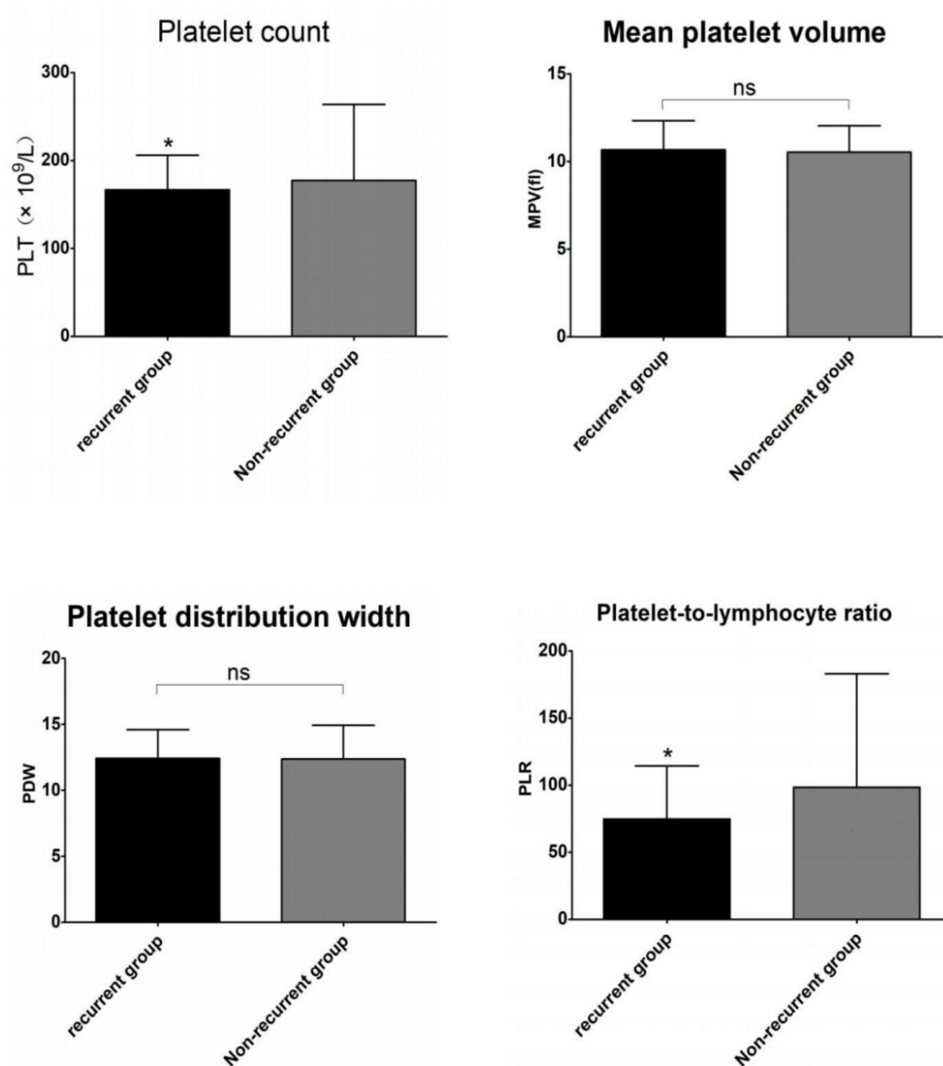 Platelet count
PLT (× 10⁹/L)
300
200
100
0
*
recurrent group
Non-recurrent group
Mean platelet volume
MPV(fl)
15
10
5
0
ns
recurrent group
Non-recurrent group
Platelet distribution width
PDW
20
15
10
5
0
ns
recurrent group
Non-recurrent group
Platelet-to-lymphocyte ratio
PLR
200
150
100
50
0
*
recurrent group
Non-recurrent group